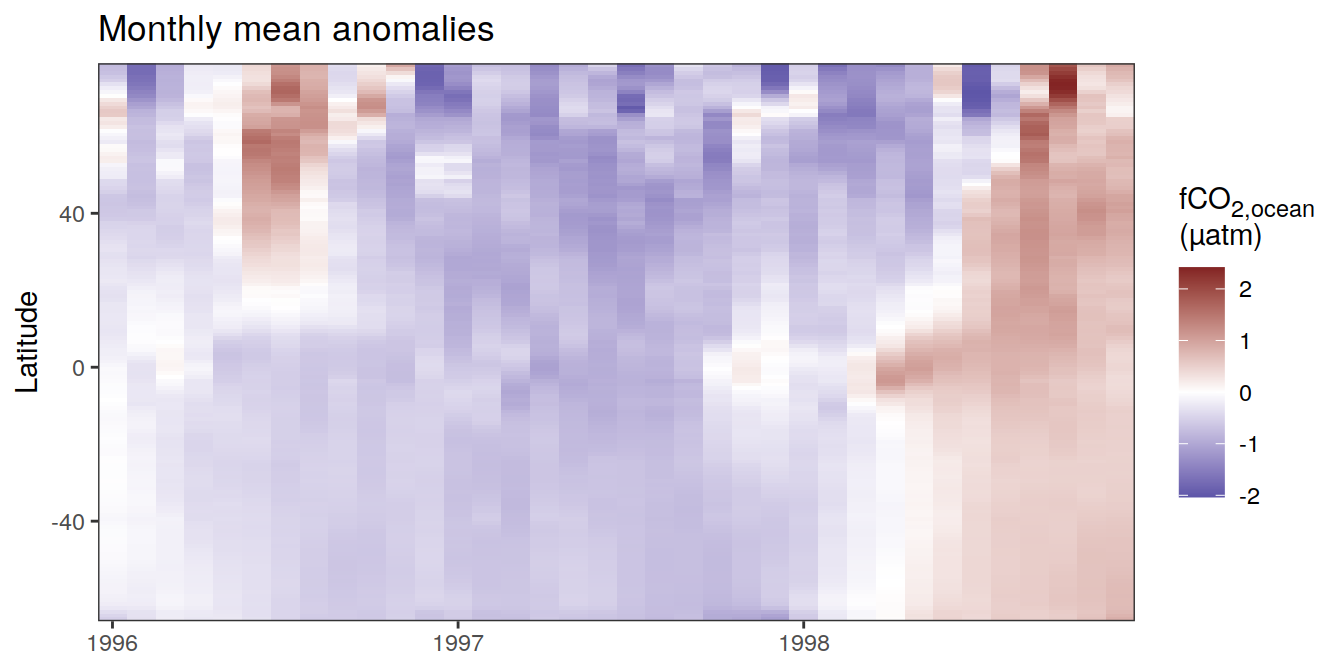 Monthly mean anomalies
Latitude
40
0
-40
1996
1997
1998
fCO2,ocean
(µatm)
2
1
0
-1
-2